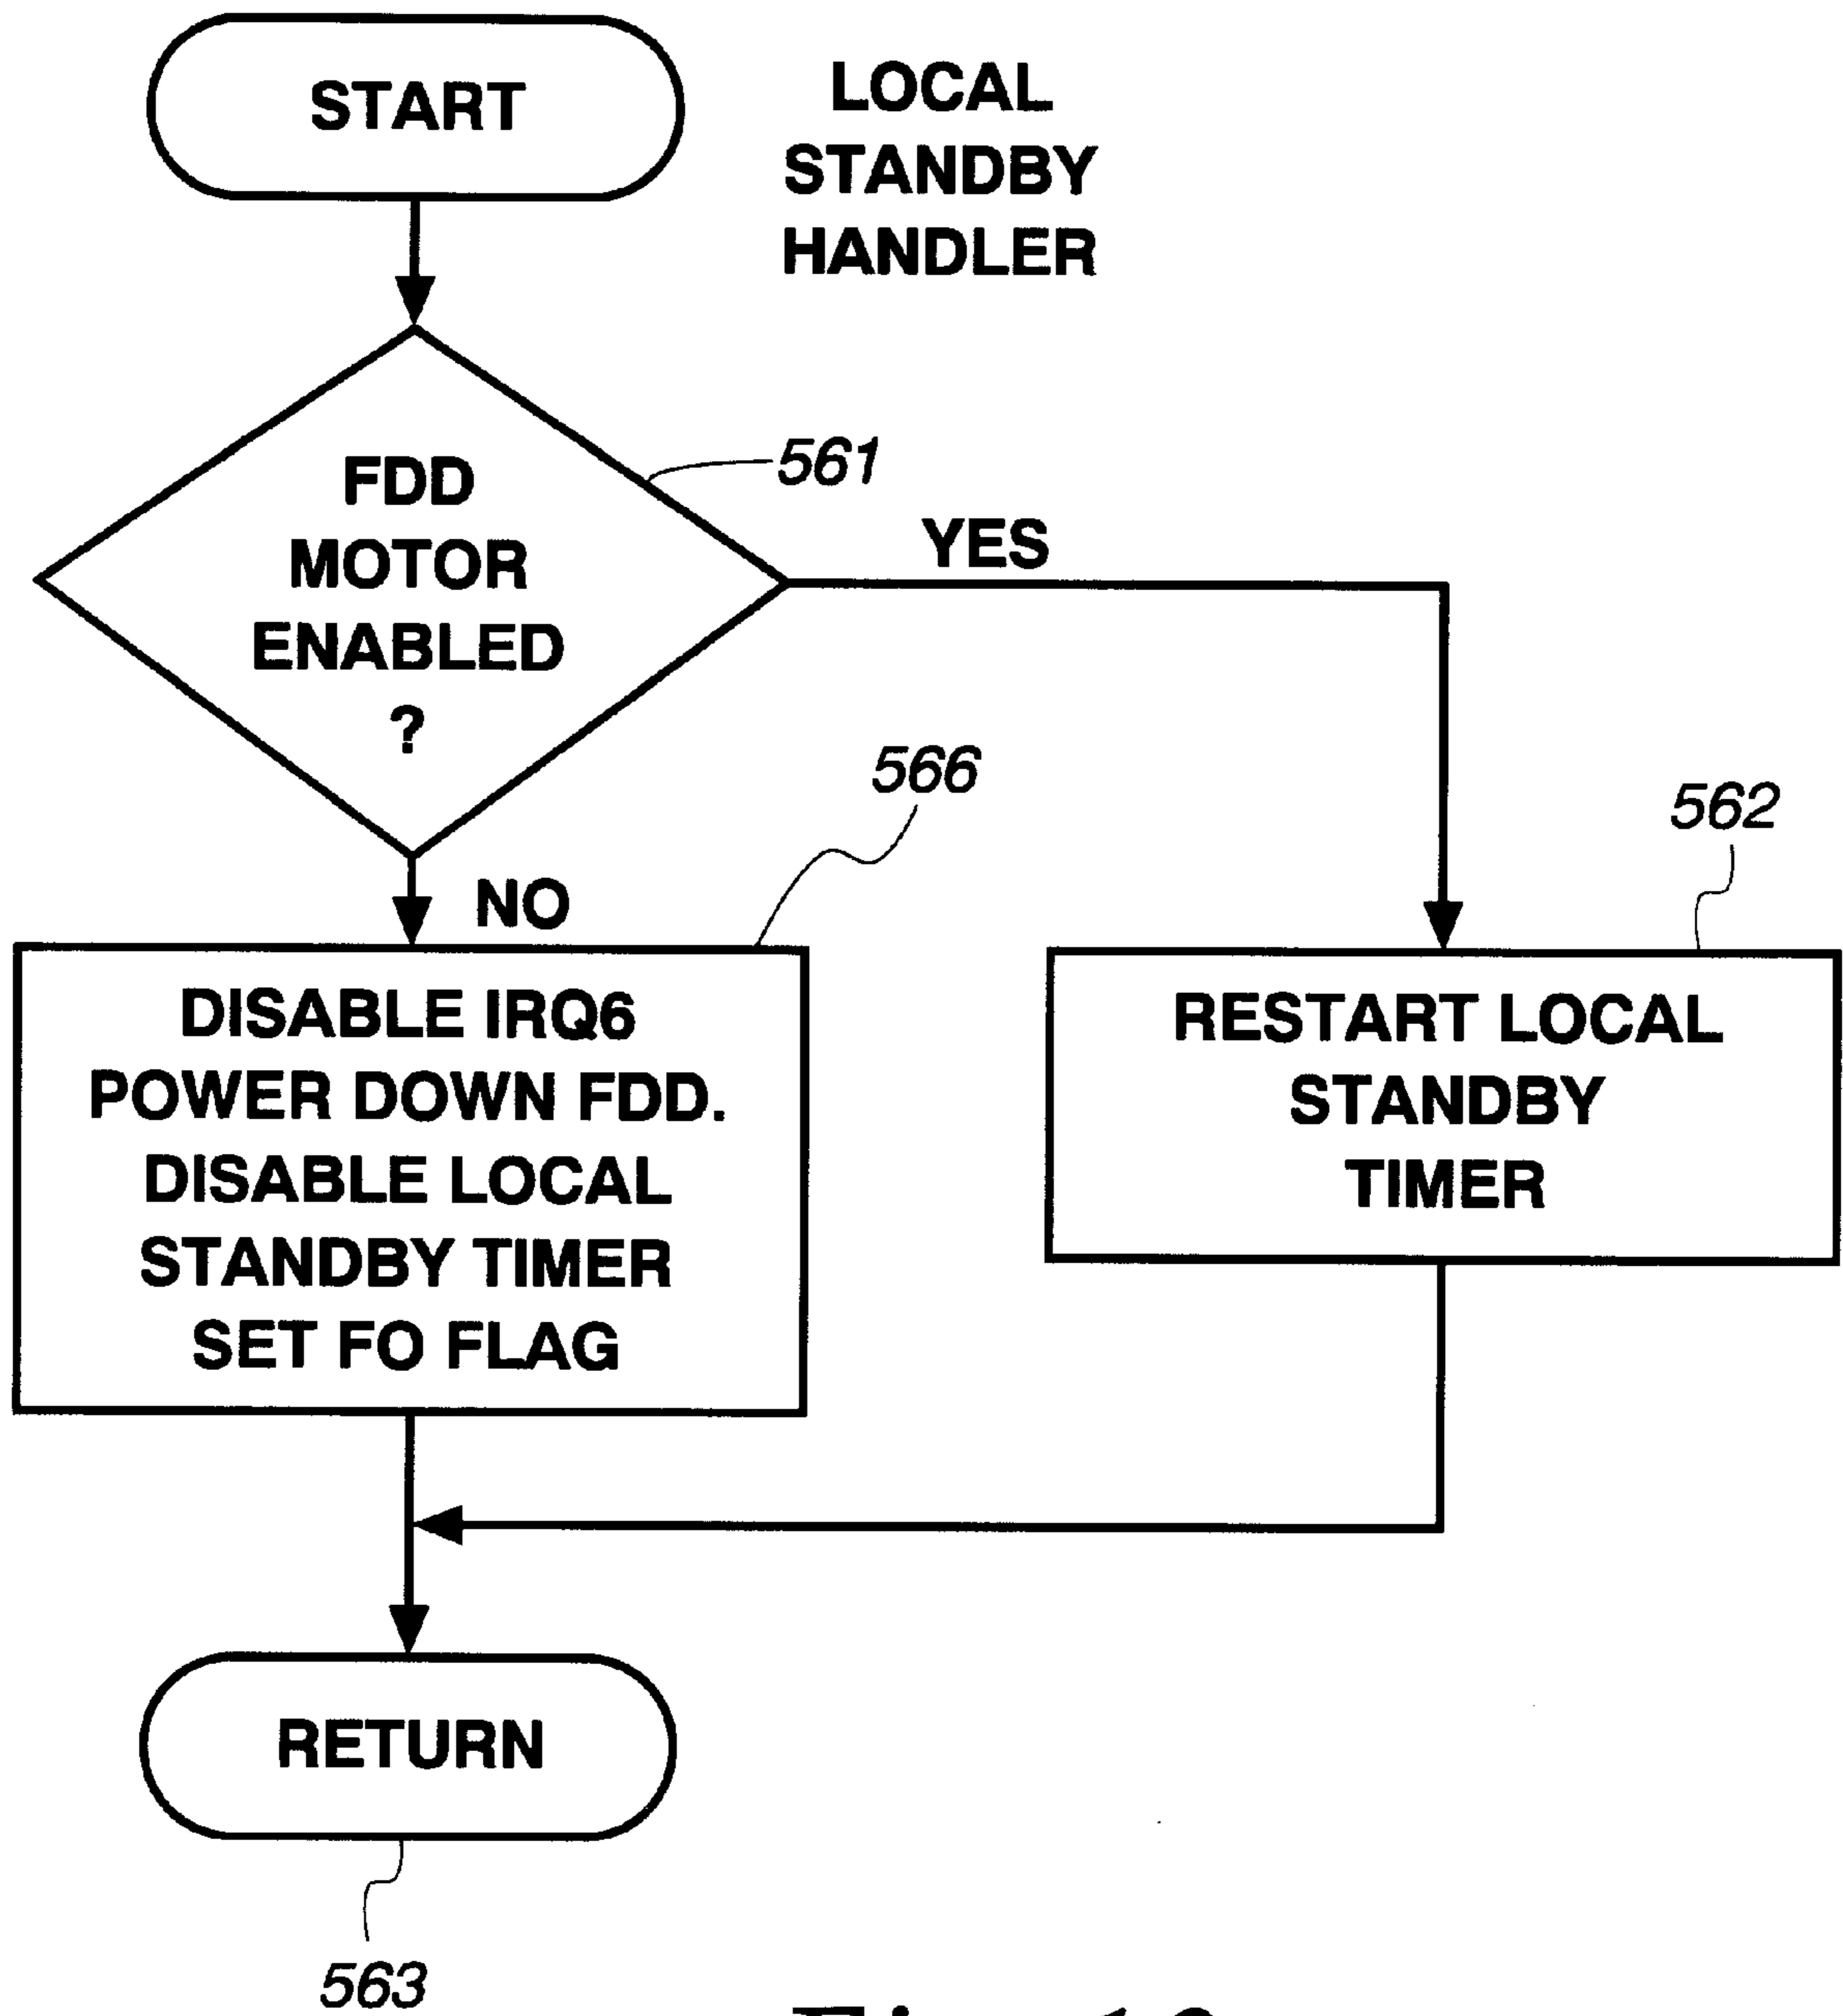 START
LOCAL
STANDBY
HANDLER
FDD
MOTOR
ENABLED
?
561
YES
566
562
NO
DISABLE IRQ6
POWER DOWN FDD.
DISABLE LOCAL
STANDBY TIMER
SET FO FLAG
RESTART LOCAL
STANDBY
TIMER
RETURN
563